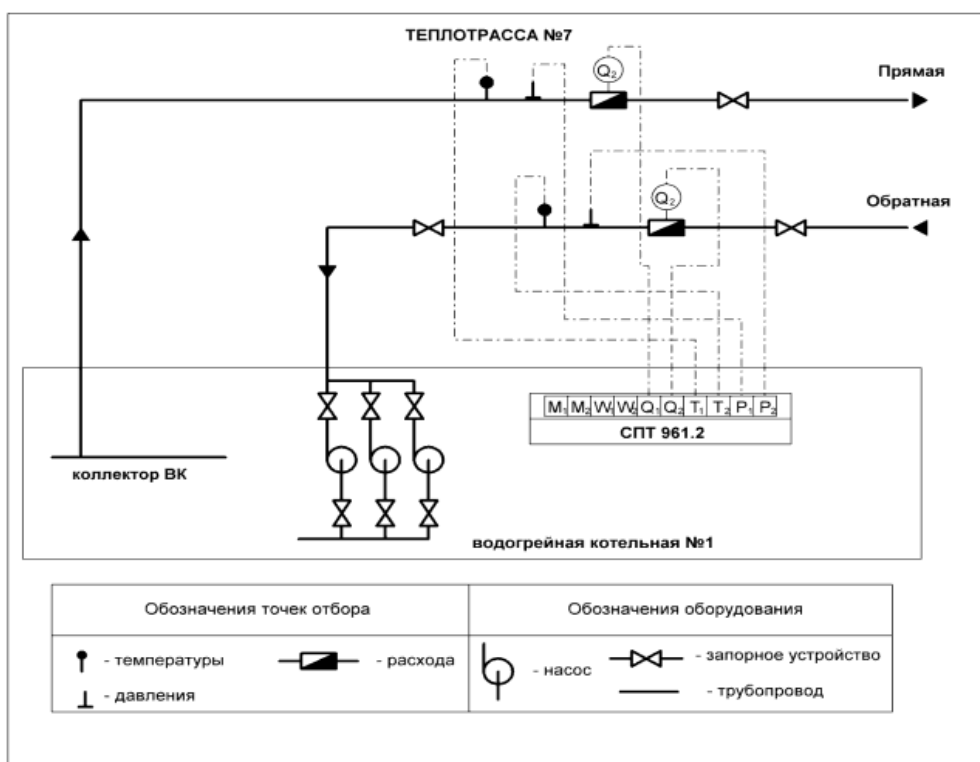 ТЕПЛОТРАССА №7
Q2
Прямая
Q2
Обратная
M1 M2 W1 W2 Q1 Q2 T1 T2 P1 P2
СПТ 961.2
коллектор ВК
водогрейная котельная №1
Обозначения точек отбора
Обозначения оборудования
- температуры
- расхода
- давления
- насос
- запорное устройство
- трубопровод